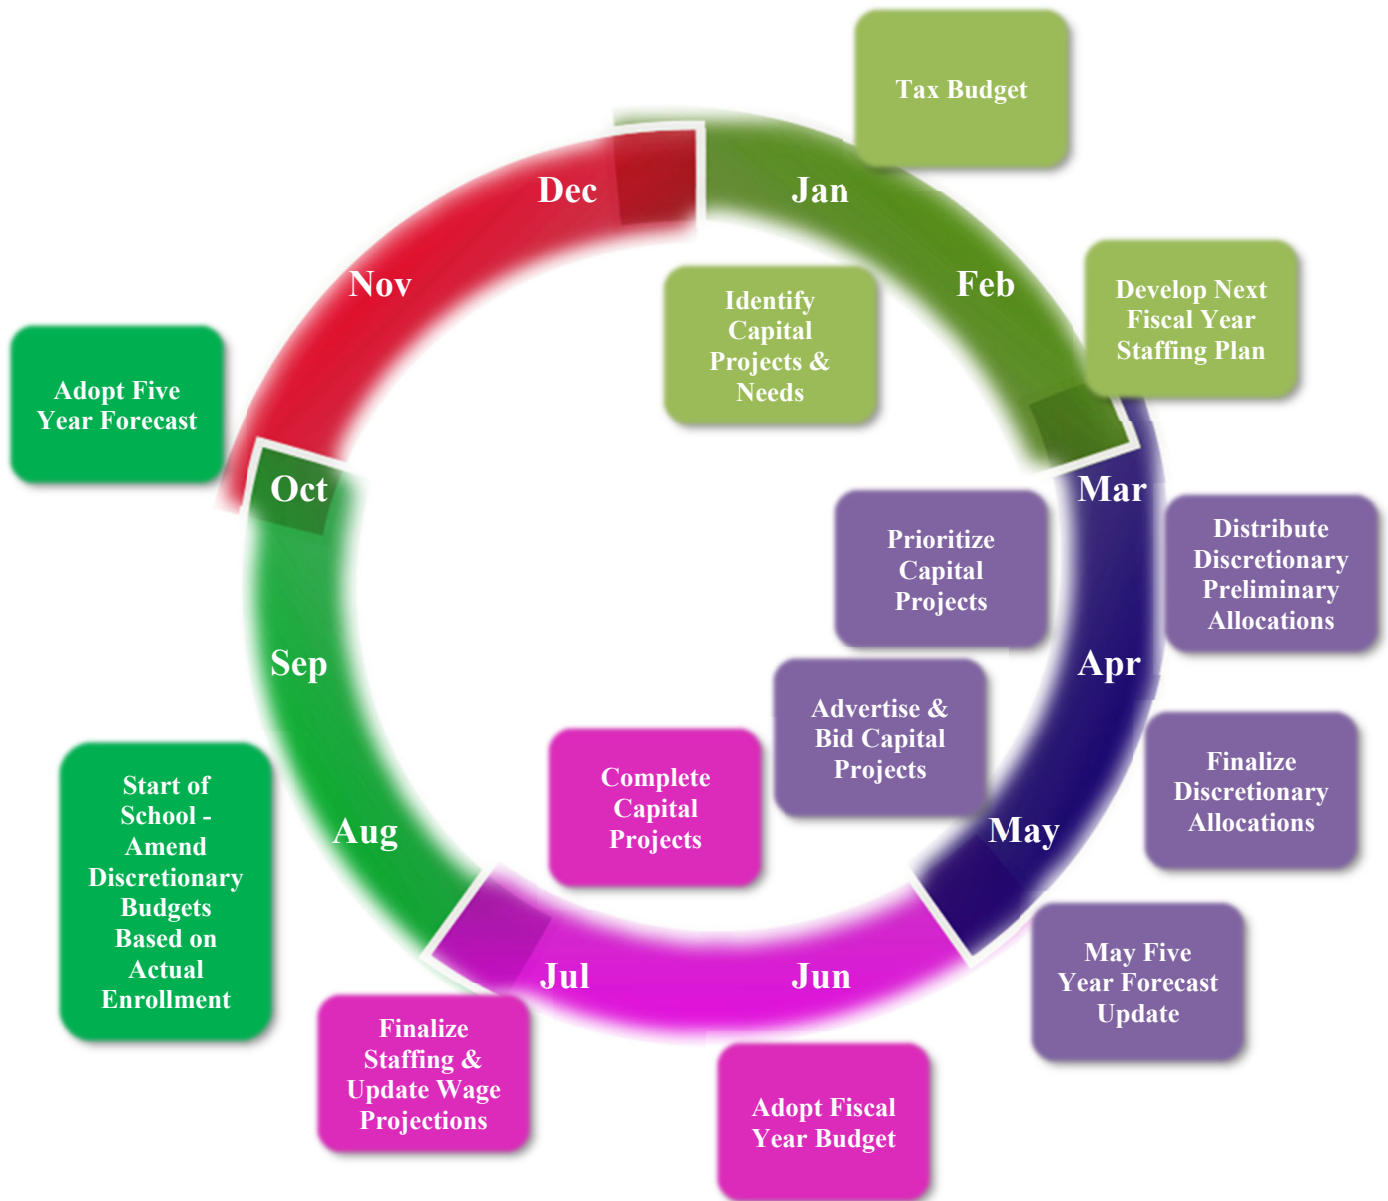 Tax Budget
Dec
Jan
Nov
Feb
Identify
Capital
Projects &
Needs
Develop Next
Fiscal Year
Staffing Plan
Adopt Five
Year Forecast
Oct
Mar
Prioritize
Capital
Projects
Distribute
Discretionary
Preliminary
Allocations
Sep
Apr
Advertise &
Bid Capital
Projects
Complete
Capital
Projects
Finalize
Discretionary
Allocations
Start of
School -
Amend
Discretionary
Budgets
Based on
Actual
Enrollment
Aug
May
Jul
Jun
May Five
Year Forecast
Update
Finalize
Staffing &
Update Wage
Projections
Adopt Fiscal
Year Budget